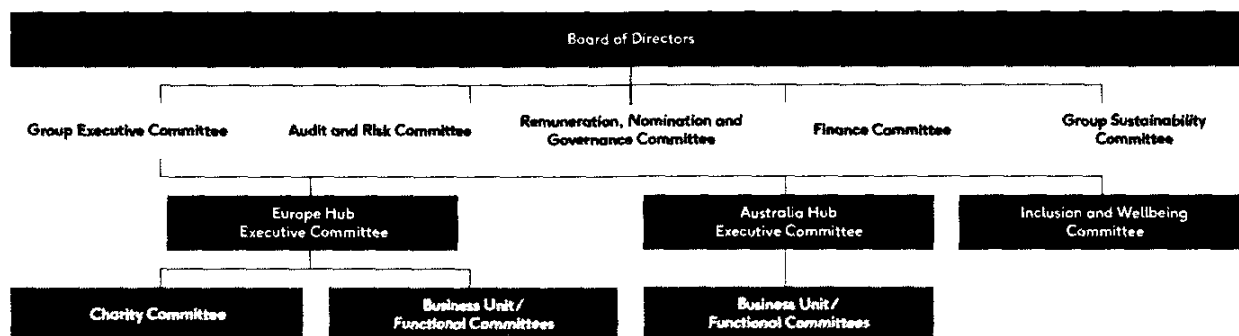 Board of Directors
Group Executive Committee
Audit and Risk Committee
Remuneration, Nomination and
Governance Committee
Finance Committee
Group Sustainability
Committee
Europe Hub
Executive Committee
Australia Hub
Executive Committee
Inclusion and Wellbeing
Committee
Charity Committee
Business Unit/
Functional Committees
Business Unit/
Functional Committees